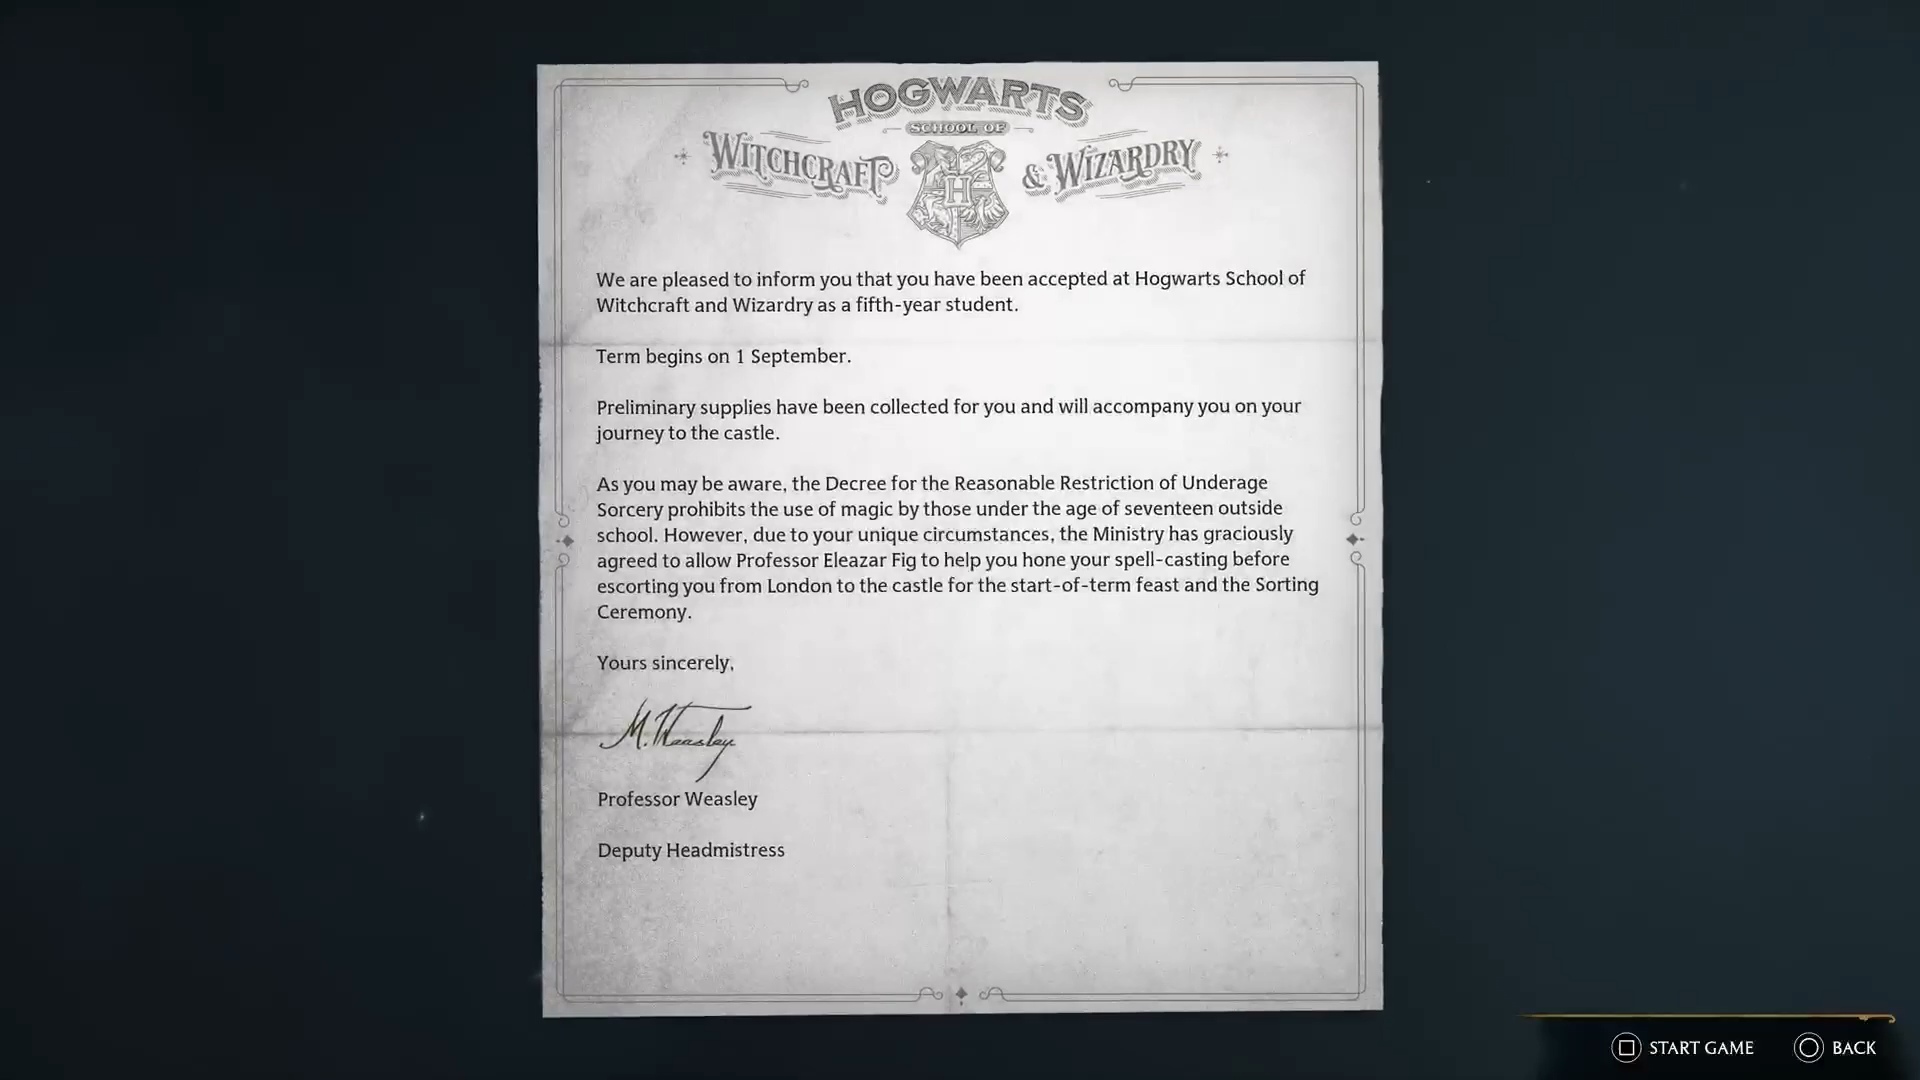 HOGWARTS
SCHOOL OF
WITCHCRAFT & WIZARDRY
H
We are pleased to inform you that you have been accepted at Hogwarts School of
Witchcraft and Wizardry as a fifth-year student.
Term begins on 1 September.
Preliminary supplies have been collected for you and will accompany you on your
journey to the castle.
As you may be aware, the Decree for the Reasonable Restriction of Underage
Sorcery prohibits the use of magic by those under the age of seventeen outside
school. However, due to your unique circumstances, the Ministry has graciously
agreed to allow Professor Eleazar Fig to help you hone your spell-casting before
escorting you from London to the castle for the start-of-term feast and the Sorting
Ceremony.
Yours sincerely,
M. Weasley
Professor Weasley
Deputy Headmistress
START GAME BACK